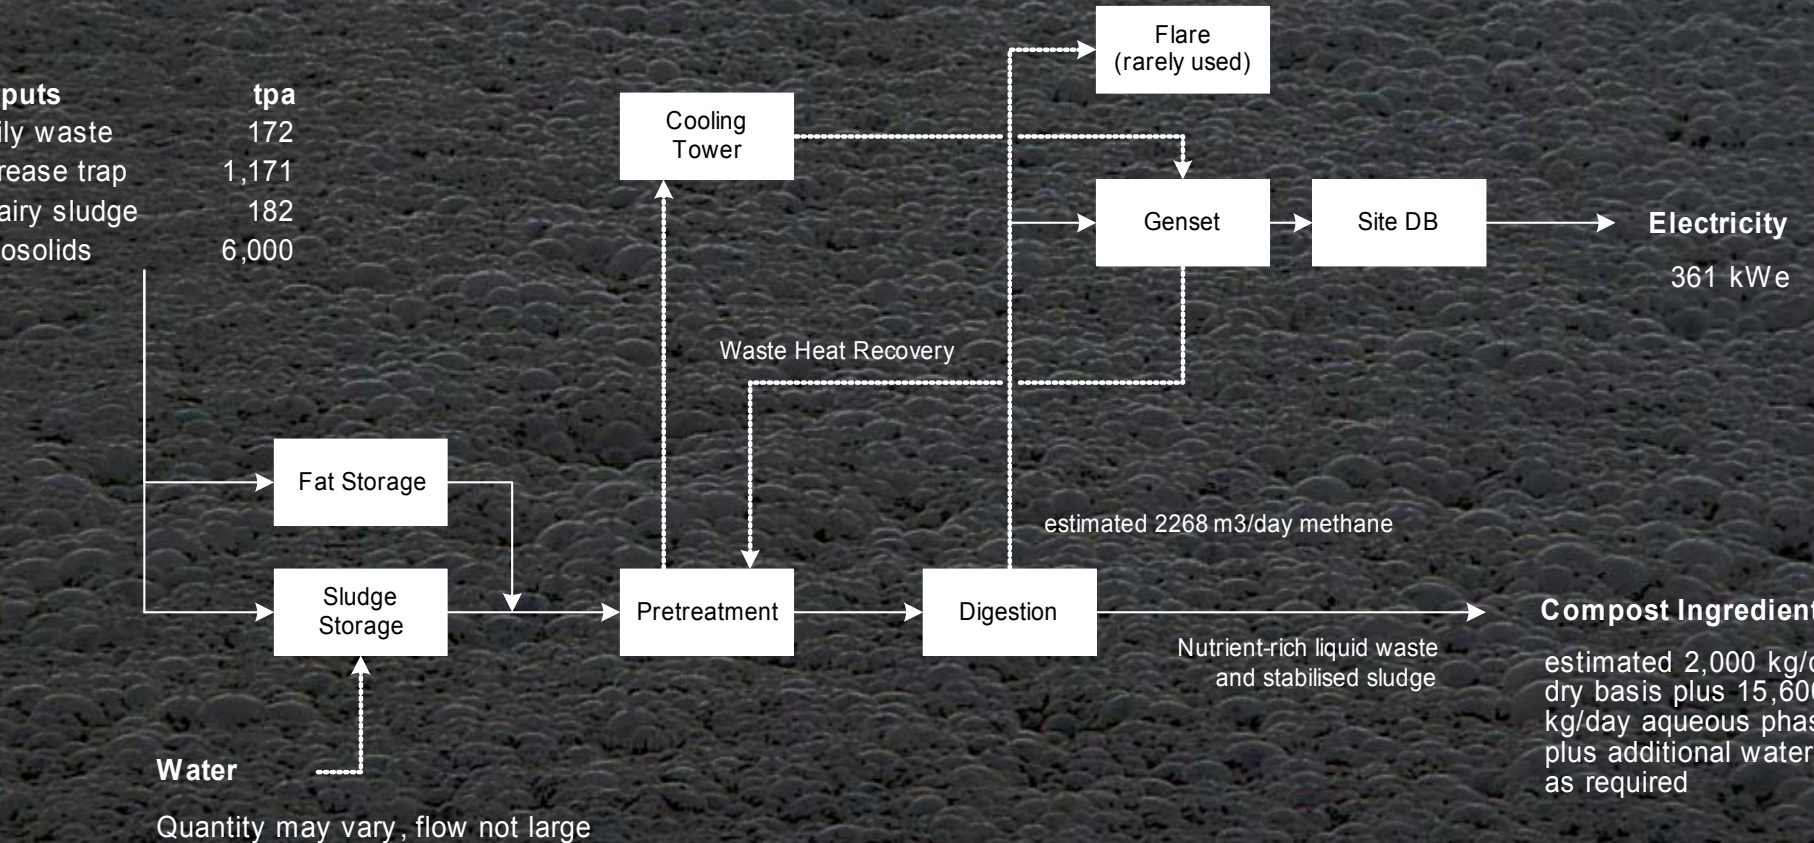 puts tpa
ily waste 172
rease trap 1,171
airy sludge 182
osolids 6,000
Flare
(rarely used)
Cooling
Tower
Genset
Site DB
Electricity
361 kWe
Waste Heat Recovery
Fat Storage
estimated 2268 m3/day methane
Sludge
Storage
Pretreatment
Digestion
Nutrient-rich liquid waste
and stabilised sludge
Compost Ingredient
estimated 2,000 kg/d
dry basis plus 15,600
kg/day aqueous phas
plus additional water
as required
Water
Quantity may vary, flow not large